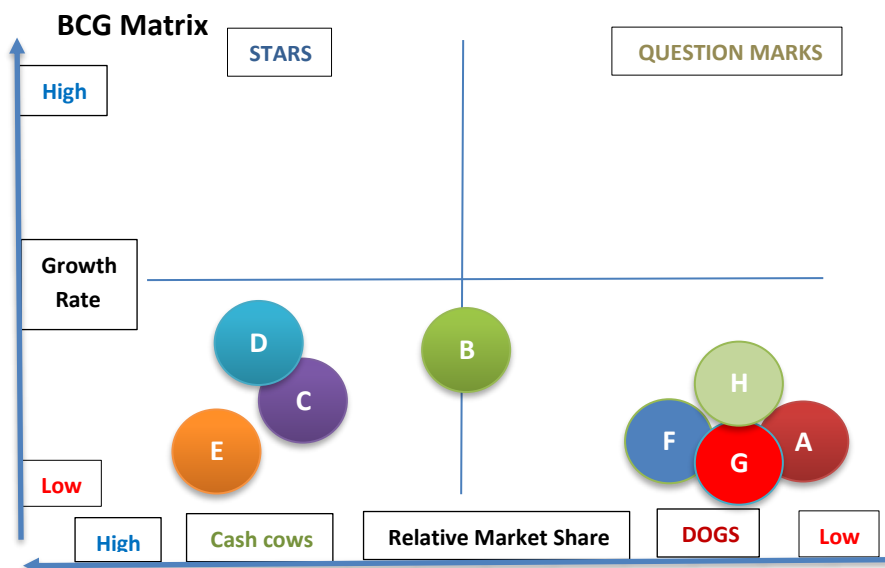 BCG Matrix
STARS
QUESTION MARKS
High
Growth
Rate
D
B
C
H
E
F
G
A
Low
High
Cash cows
Relative Market Share
DOGS
Low